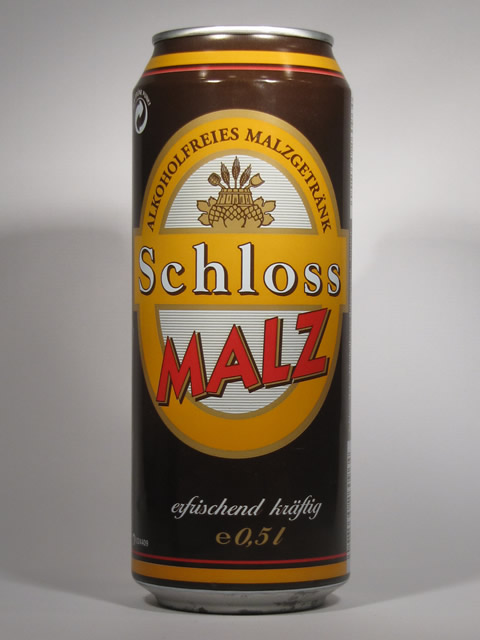 ALKOHOLFREIES MALZGETRÄNK
Schloss
MALZ
erfrischend kräftig
e 0,5 l